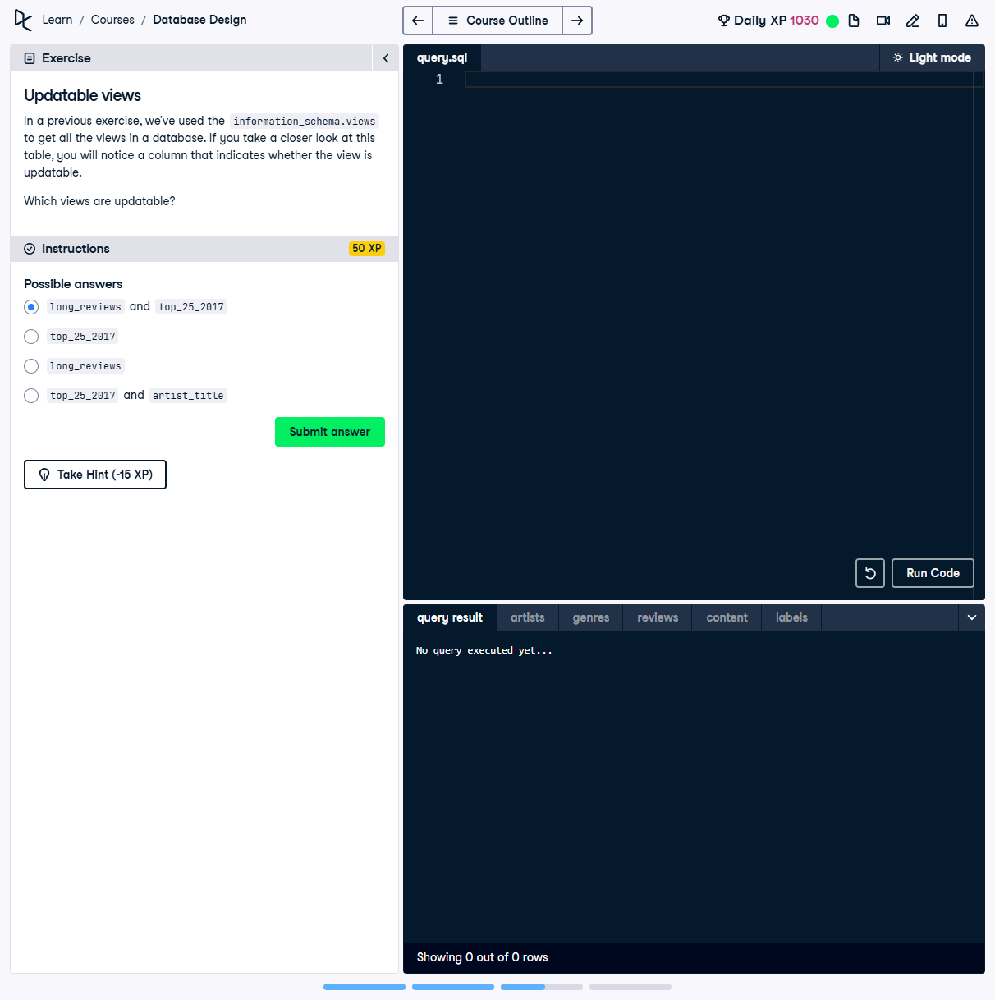 Learn / Courses / Database Design
Course Outline
Daily XP 1030
Exercise
Updatable views
In a previous exercise, we've used the information_schema.views
to get all the views in a database. If you take a closer look at this
table, you will notice a column that indicates whether the view is
updatable.
Which views are updatable?
Instructions
50 XP
Possible answers
long_reviews and top_25_2017
top_25_2017
long_reviews
top_25_2017 and artist_title
Submit answer
Take Hint (-15 XP)
query.sql
Light mode
1
Run Code
query result artists genres reviews content labels
No query executed yet...
Showing 0 out of 0 rows